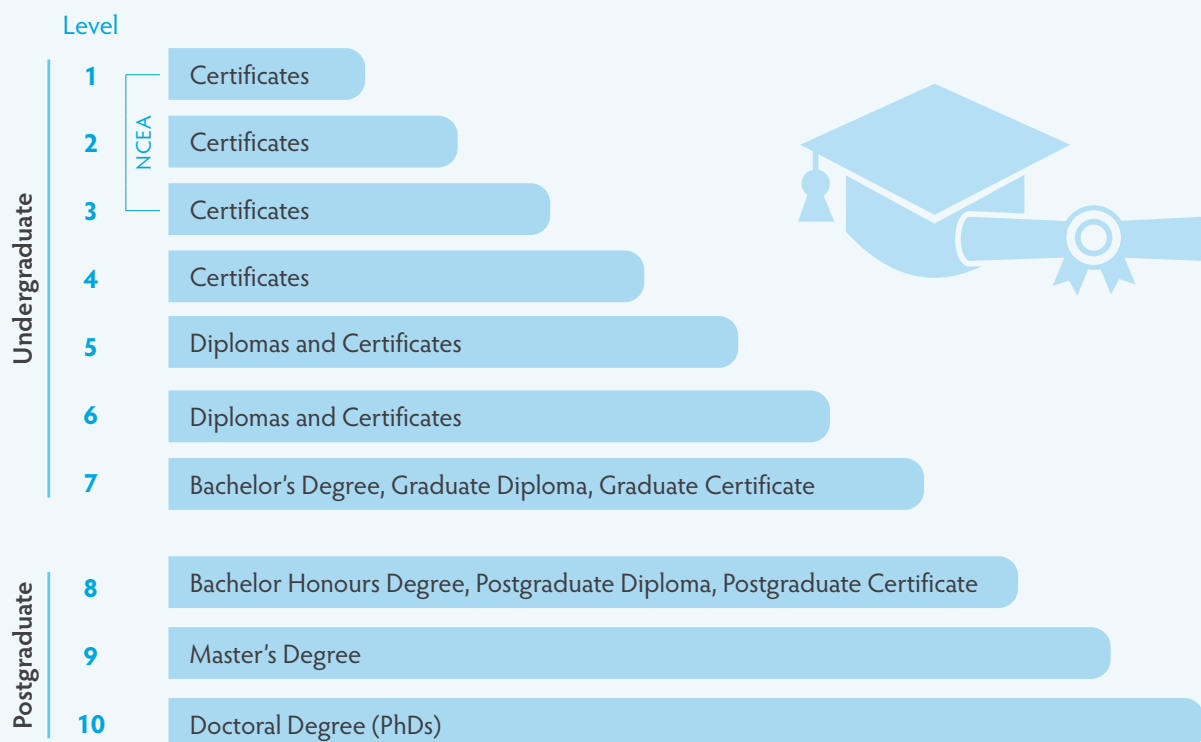 Level
Undergraduate
NCEA
1 Certificates
2 Certificates
3 Certificates
4 Certificates
5 Diplomas and Certificates
6 Diplomas and Certificates
7 Bachelor’s Degree, Graduate Diploma, Graduate Certificate
Postgraduate
8 Bachelor Honours Degree, Postgraduate Diploma, Postgraduate Certificate
9 Master’s Degree
10 Doctoral Degree (PhDs)